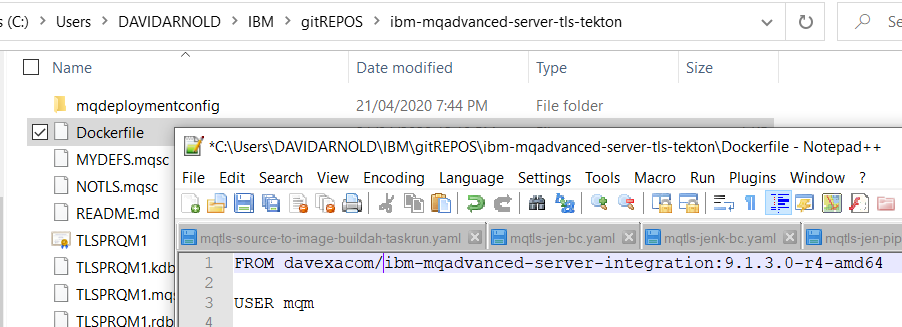 s (C:) > Users > DAVIDARNOLD > IBM > gitREPOS > ibm-mqadvanced-server-tls-tekton
Se
Name Date modified Type Size
mqdeploymentconfig 21/04/2020 7:44 PM File folder
Dockerfile
*C:\Users\DAVIDARNOLD\IBM\gitREPOS\ibm-mqadvanced-server-tls-tekton\Dockerfile - Notepad++
MYDEFS.mqsc
File Edit Search View Encoding Language Settings Tools Macro Run Plugins Window ?
NOTLS.mqsc
README.md
TLSPRQM1
mqtls-source-to-image-buildah-taskrun.yaml mqtls-jen-bc.yaml mqtls-jenk-bc.yaml mqtls-jen-pip
TLSPRQM1.kdb
1 FROM davexacom/ibm-mqadvanced-server-integration:9.1.3.0-r4-amd64
2
TLSPRQM1.mqs
3 USER mqm
TLSPRQM1.rdb
4